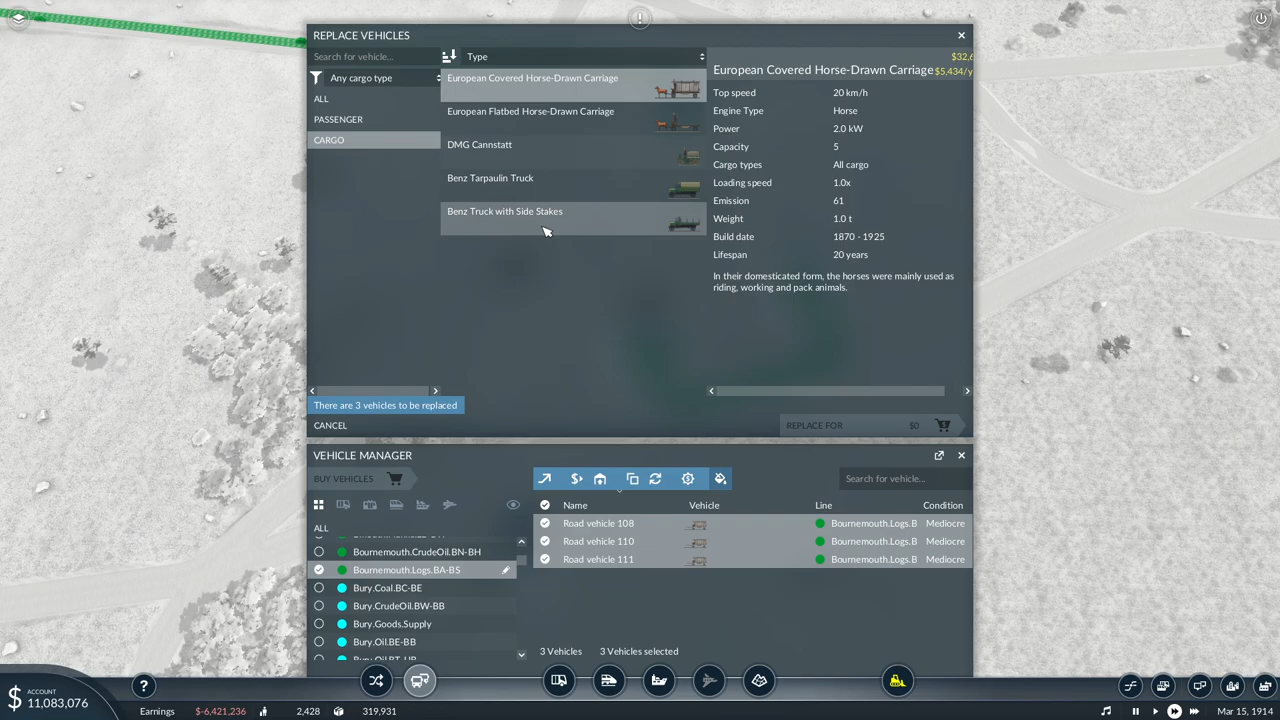 REPLACE VEHICLES
Search for vehicle...
Type
Any cargo type
ALL
PASSENGER
CARGO
European Covered Horse-Drawn Carriage
European Flatbed Horse-Drawn Carriage
DMG Cannstatt
Benz Tarpaulin Truck
Benz Truck with Side Stakes
$32,6
European Covered Horse-Drawn Carriage $5,434/y
Top speed 20 km/h
Engine Type Horse
Power 2.0 kW
Capacity 5
Cargo types All cargo
Loading speed 1.0x
Emission 61
Weight 1.0 t
Build date 1870 - 1925
Lifespan 20 years
In their domesticated form, the horses were mainly used as
riding, working and pack animals.
There are 3 vehicles to be replaced
CANCEL
REPLACE FOR $0
VEHICLE MANAGER
BUY VEHICLES
Search for vehicle...
ALL
Bournemouth.CrudeOil.BN-BH
Bournemouth.Logs.BA-BS
Bury.Coal.BC-BE
Bury.CrudeOil.BW-BB
Bury.Goods.Supply
Bury.Oil.BE-BB
Name Vehicle Line Condition
Road vehicle 108 Bournemouth.Logs.B Mediocre
Road vehicle 110 Bournemouth.Logs.B Mediocre
Road vehicle 111 Bournemouth.Logs.B Mediocre
3 Vehicles 3 Vehicles selected
$ ACCOUNT
11,083,076
?
Earnings $-6,421,236 2,428 319,931
Mar 15, 1914